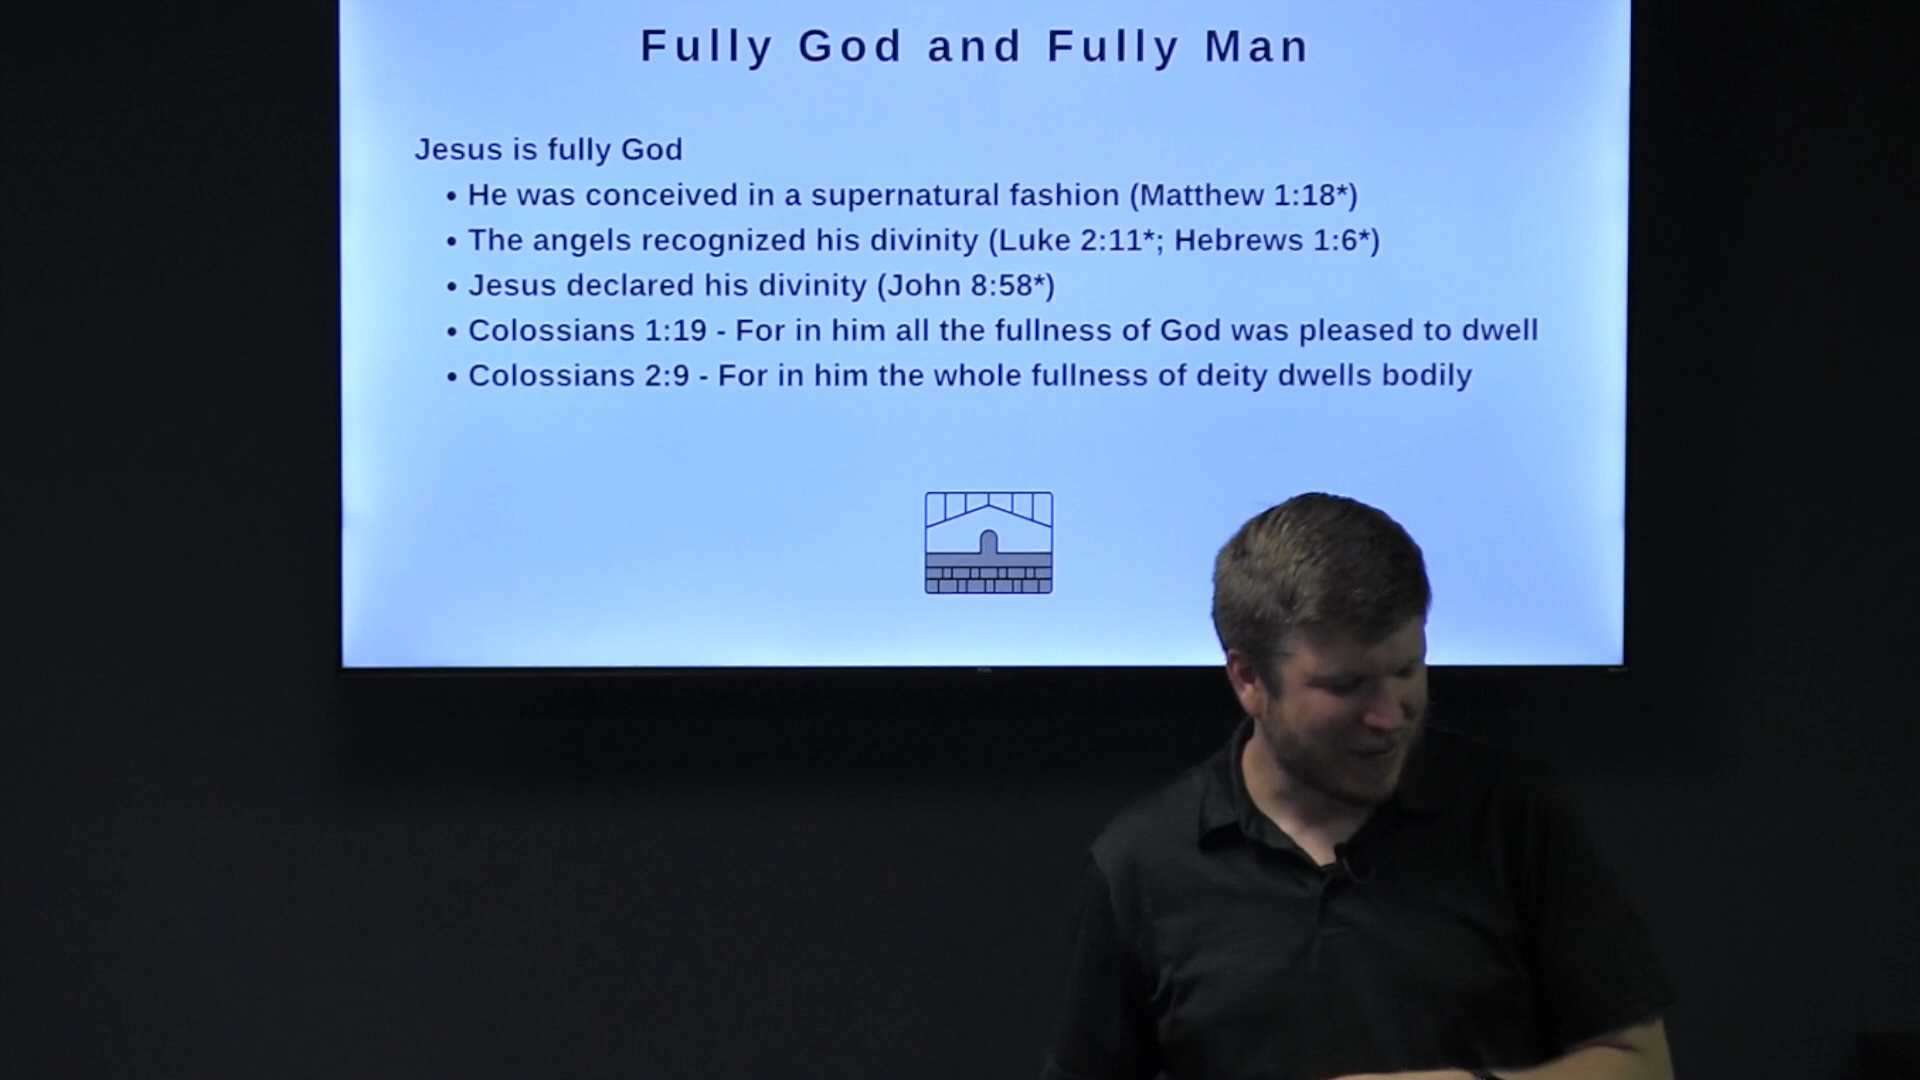 Fully God and Fully Man
Jesus is fully God
• He was conceived in a supernatural fashion (Matthew 1:18*)
• The angels recognized his divinity (Luke 2:11*; Hebrews 1:6*)
• Jesus declared his divinity (John 8:58*)
• Colossians 1:19 - For in him all the fullness of God was pleased to dwell
• Colossians 2:9 - For in him the whole fullness of deity dwells bodily